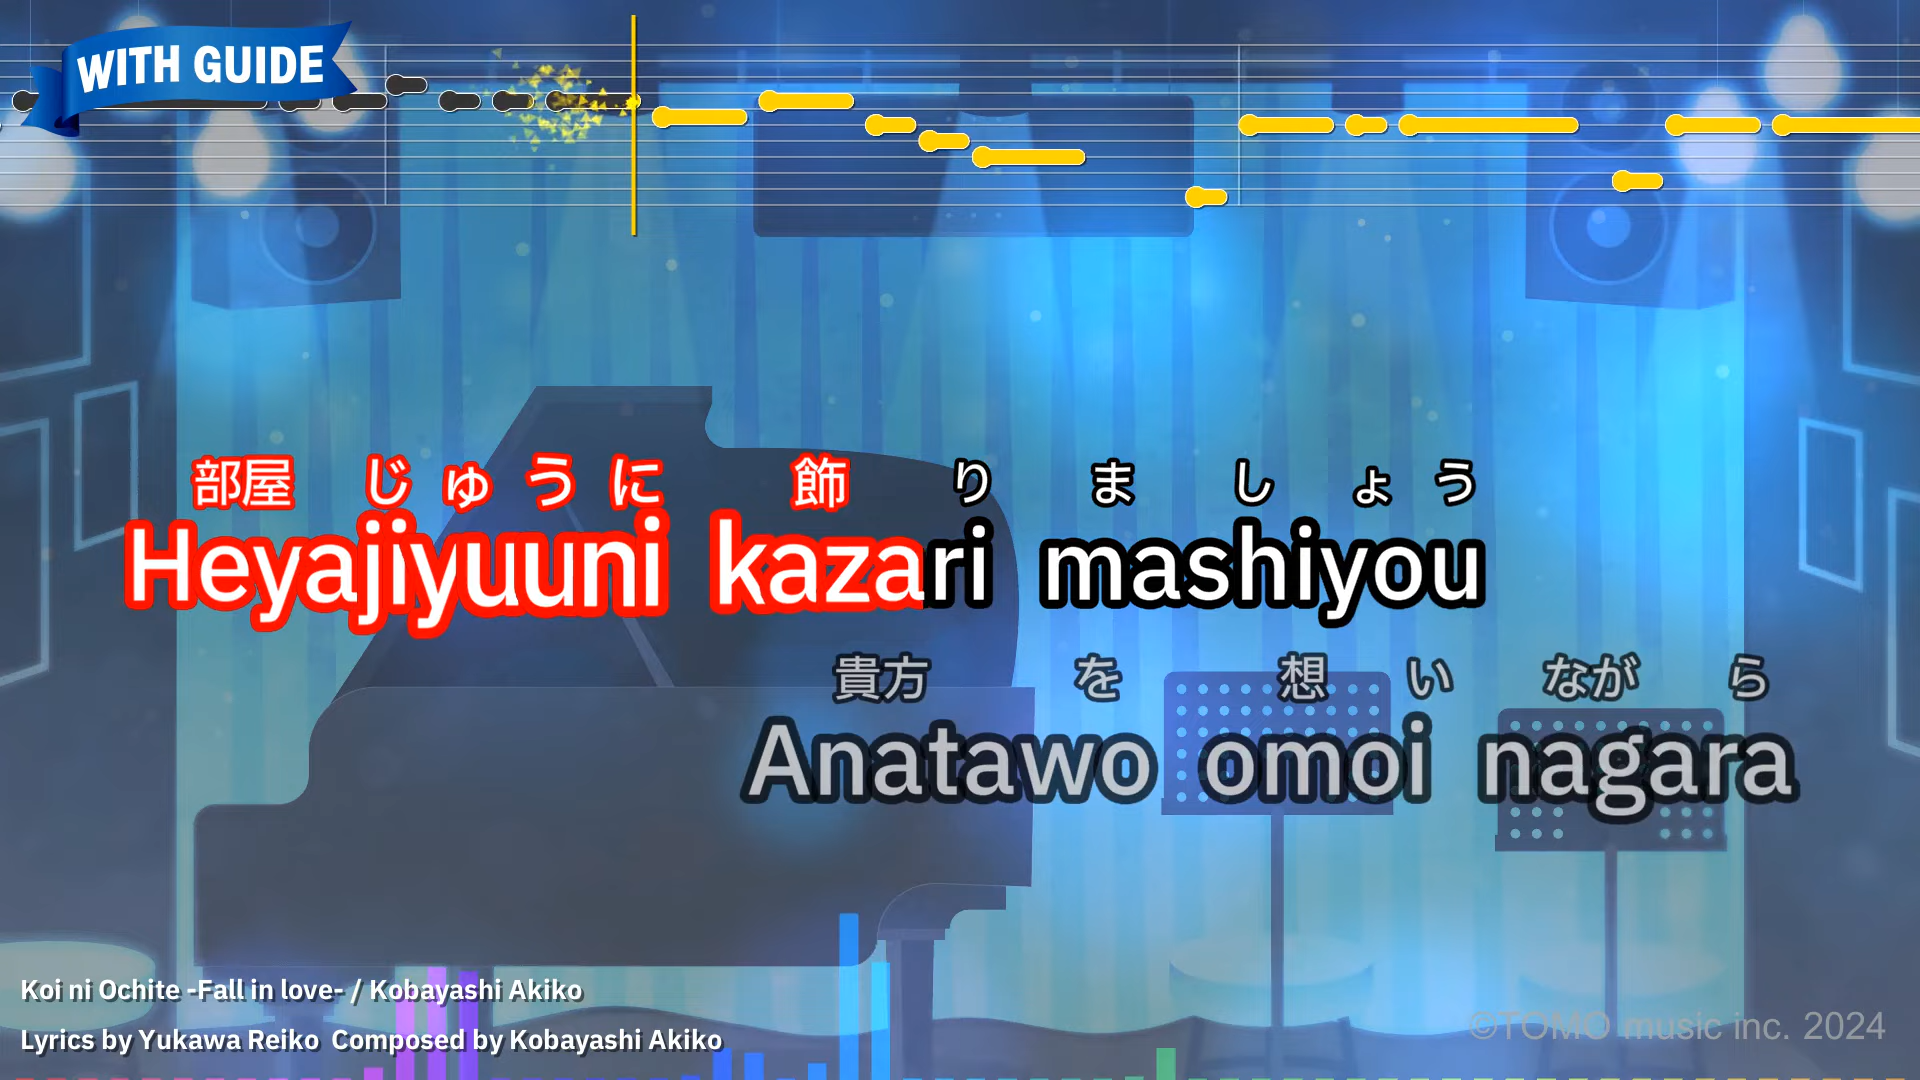 WITH GUIDE
部屋じゅうに 飾りましょう
Heyajiyuuni kazari mashiyou
貴方を 想い ながら
Anatawo omoi nagara
Koi ni Ochite -Fall in love- / Kobayashi Akiko
Lyrics by Yukawa Reiko Composed by Kobayashi Akiko
©TOMO music inc. 2024